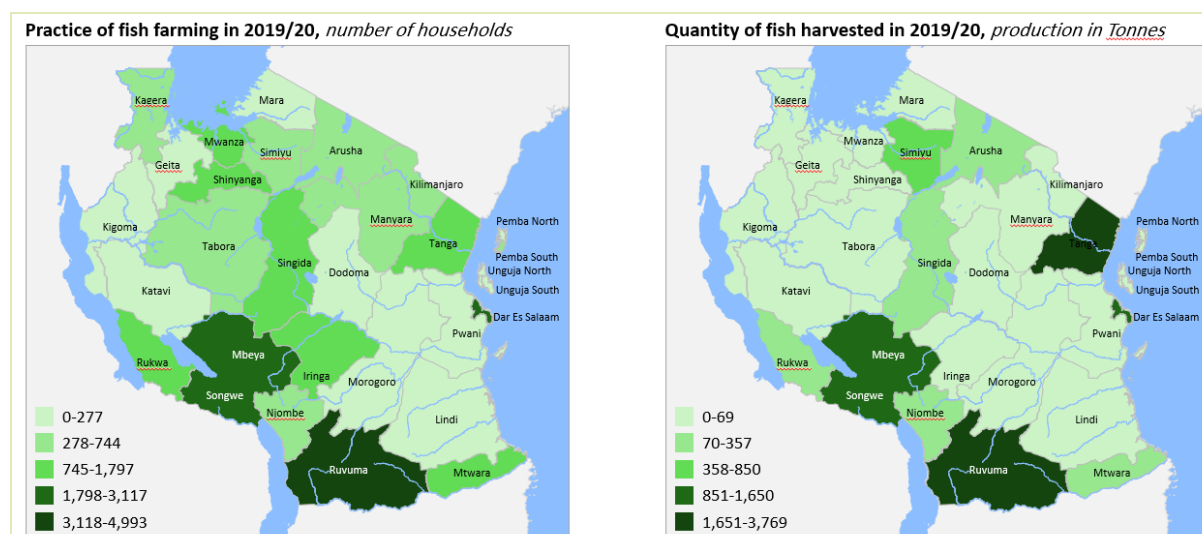 Practice of fish farming in 2019/20, number of households
Kagera
Mara
Mwanza
Geita
Simiyu
Arusha
Shinyanga
Kilimanjaro
Kigoma
Tabora
Manyara
Pemba North
Tanga
Singida
Pemba South
Dodoma
Unguja North
Katavi
Unguja South
Dar Es Salaam
Pwani
Rukwa
Mbeya
Iringa
Morogoro
Songwe
Njombe
Lindi
Ruvuma
Mtwara
0-277
278-744
745-1,797
1,798-3,117
3,118-4,993
Quantity of fish harvested in 2019/20, production in Tonnes
Kagera
Mara
Mwanza
Geita
Simiyu
Arusha
Shinyanga
Kilimanjaro
Kigoma
Tabora
Manyara
Pemba North
Tanga
Singida
Pemba South
Dodoma
Unguja North
Katavi
Unguja South
Dar Es Salaam
Pwani
Rukwa
Mbeya
Iringa
Morogoro
Songwe
Njombe
Lindi
Ruvuma
Mtwara
0-69
70-357
358-850
851-1,650
1,651-3,769